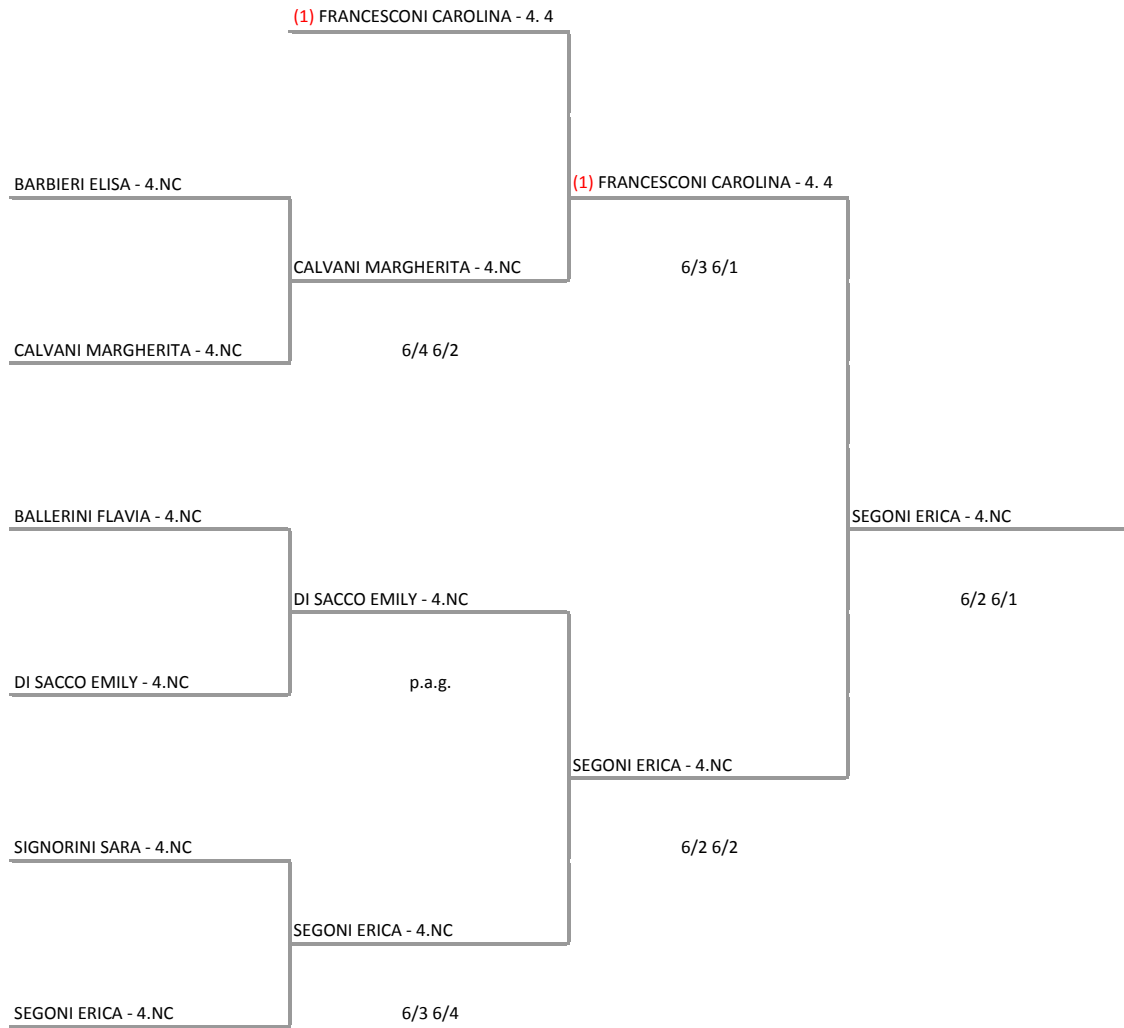 (1) FRANCESCONI CAROLINA - 4. 4
BARBIERI ELISA - 4.NC
(1) FRANCESCONI CAROLINA - 4. 4
CALVANI MARGHERITA - 4.NC
6/3 6/1
CALVANI MARGHERITA - 4.NC
6/4 6/2
BALLERINI FLAVIA - 4.NC
SEGONI ERICA - 4.NC
DI SACCO EMILY - 4.NC
6/2 6/1
DI SACCO EMILY - 4.NC
p.a.g.
SEGONI ERICA - 4.NC
SIGNORINI SARA - 4.NC
6/2 6/2
SEGONI ERICA - 4.NC
SEGONI ERICA - 4.NC
6/3 6/4